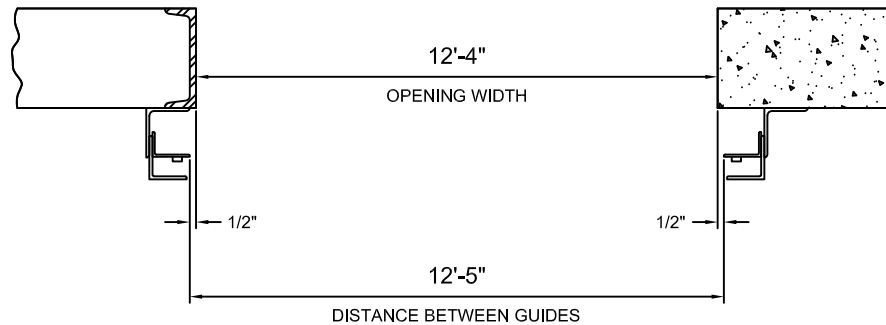 12'-4"
OPENING WIDTH
1/2"
1/2"
12'-5"
DISTANCE BETWEEN GUIDES